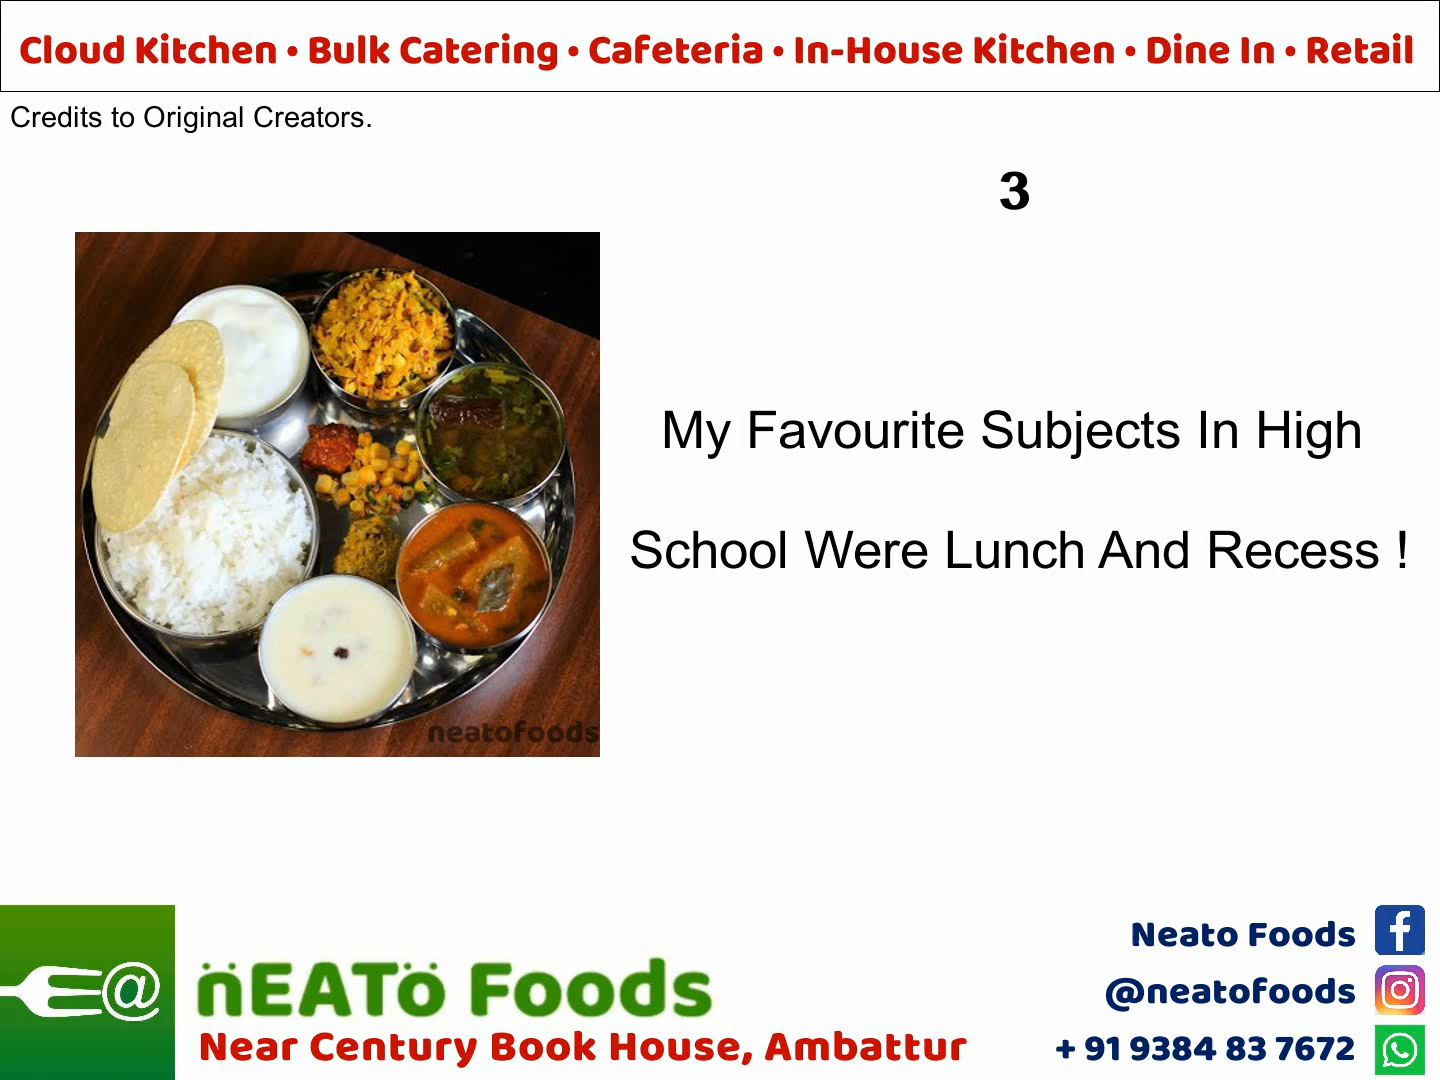 Cloud Kitchen • Bulk Catering • Cafeteria • In-House Kitchen • Dine In • Retail
Credits to Original Creators.
3
My Favourite Subjects In High
School Were Lunch And Recess !
neatofoods
@
n̈EATö Foods
Near Century Book House, Ambattur
Neato Foods
@neatofoods
+ 91 9384 83 7672